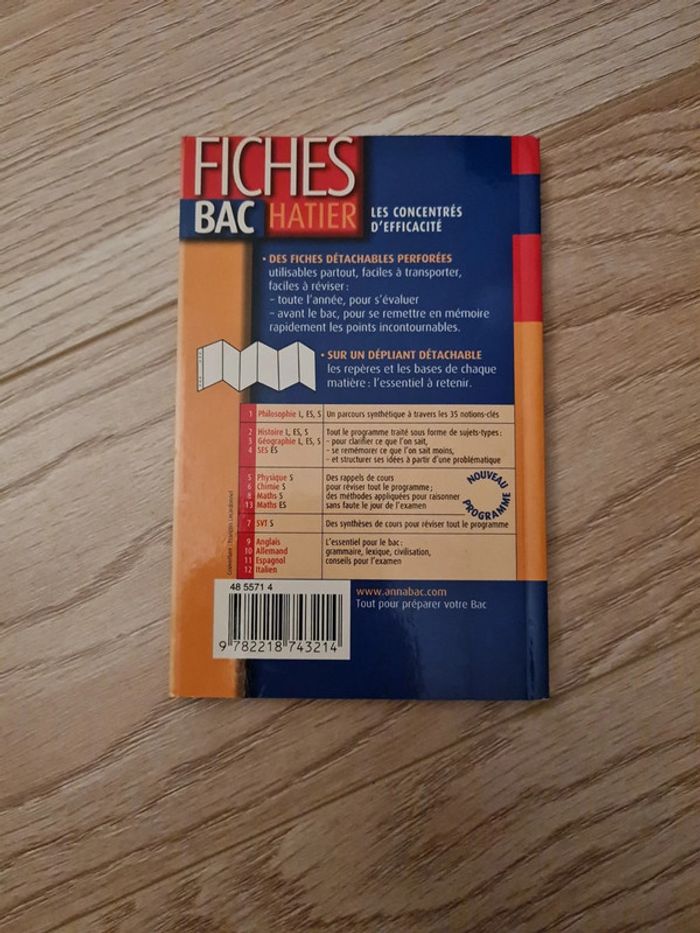 FICHES
BAC HATIER
LES CONCENTRÉS
D'EFFICACITÉ
• DES FICHES DÉTACHABLES PERFORÉES
utilisables partout, faciles à transporter,
faciles à réviser :
– toute l'année, pour s'évaluer
– avant le bac, pour se remettre en mémoire
rapidement les points incontournables.
• SUR UN DÉPLIANT DÉTACHABLE
les repères et les bases de chaque
matière : l'essentiel à retenir.
1 Philosophie L, ES, S Un parcours synthétique à travers les 35 notions-clés
2 Histoire L, ES, S Tout le programme traité sous forme de sujets-types :
3 Géographie L, ES, S – pour clarifier ce que l'on sait,
4 SES ES – se remémorer ce que l'on sait moins,
– et structurer ses idées à partir d'une problématique
5 Physique S Des rappels de cours
6 Chimie S pour réviser tout le programme ;
8 Maths S des méthodes appliquées pour raisonner
13 Maths ES sans faute le jour de l'examen
NOUVEAU
PROGRAMME
7 SVT S Des synthèses de cours pour réviser tout le programme
9 Anglais L'essentiel pour le bac :
10 Allemand grammaire, lexique, civilisation,
11 Espagnol conseils pour l'examen
12 Italien
Couverture : François
48 5571 4
9 782218 743214
www.annabac.com
Tout pour préparer votre Bac